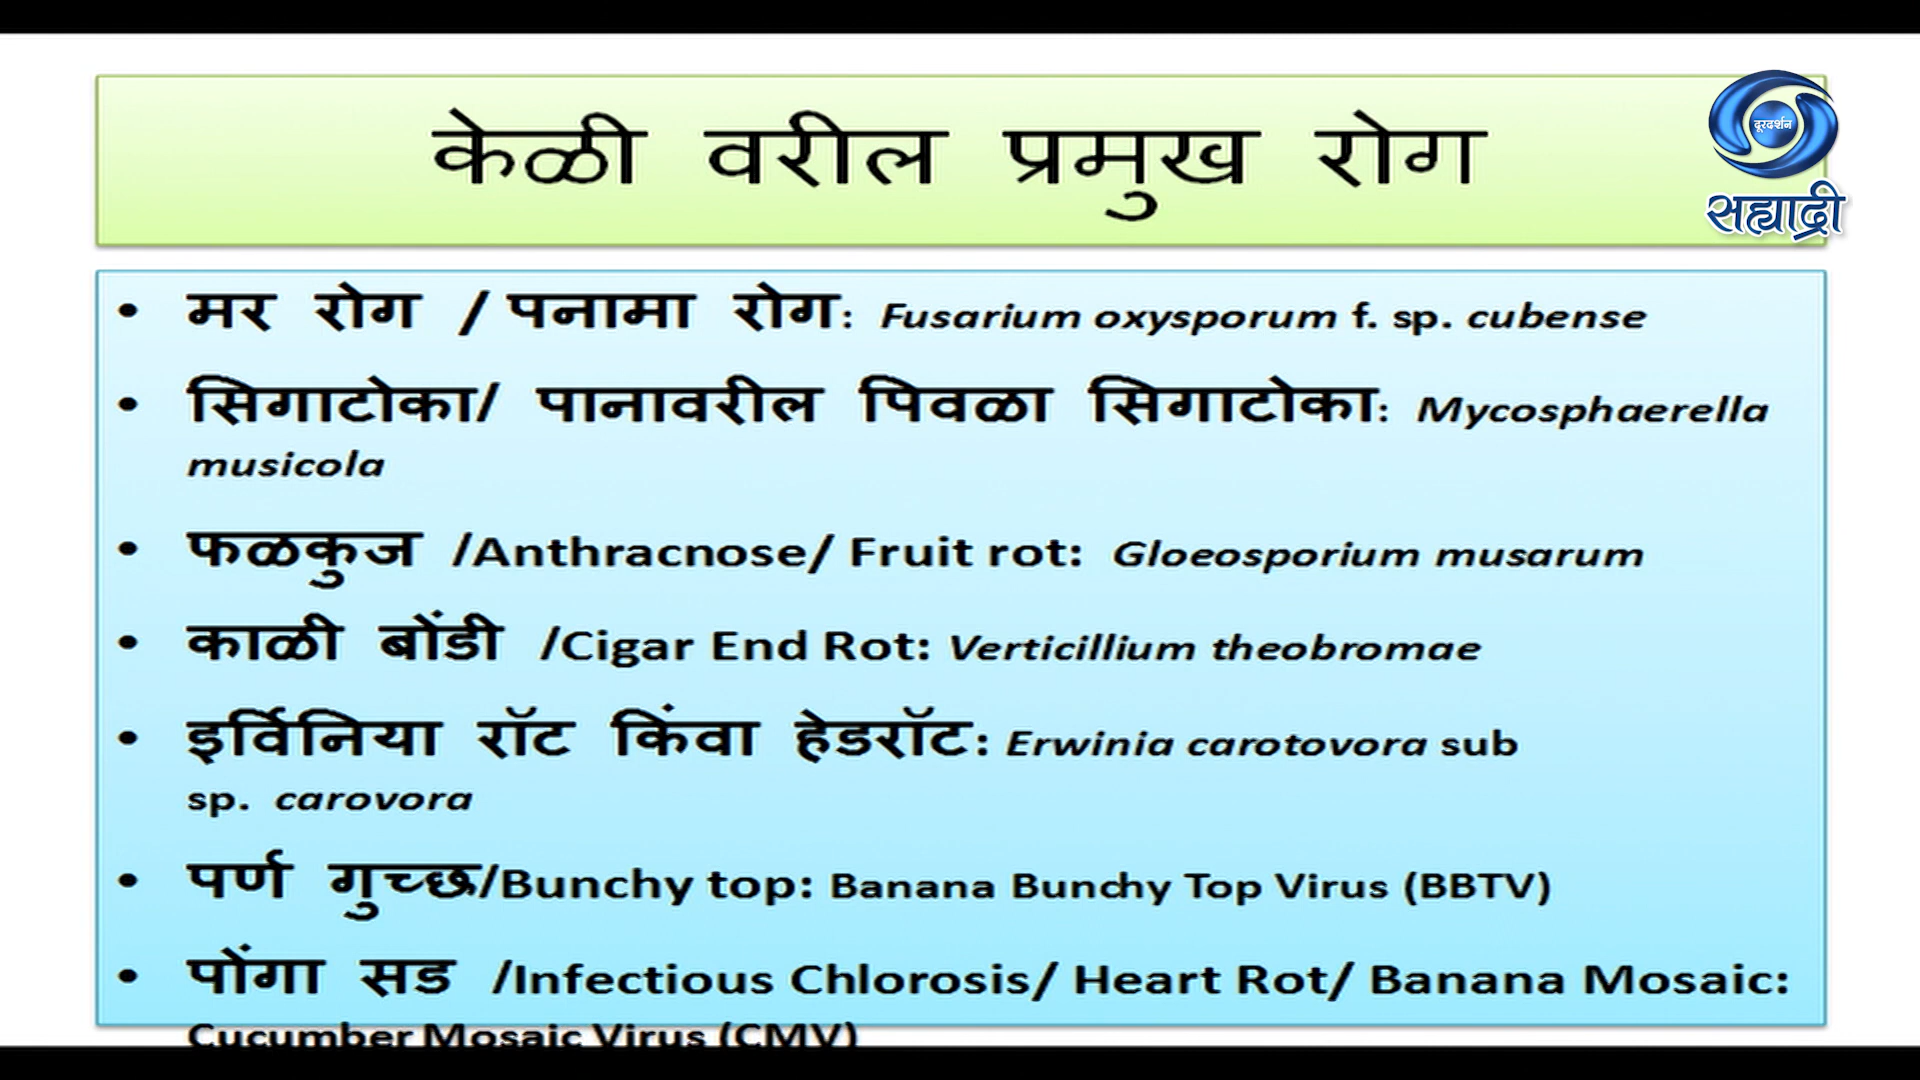 केळी वरील प्रमुख रोग
दूरदर्शन
सह्याद्री
• मर रोग / पनामा रोग: Fusarium oxysporum f. sp. cubense
• सिगाटोका/ पानावरील पिवळा सिगाटोका: Mycosphaerella
musicola
• फळकुज /Anthracnose/ Fruit rot: Gloeosporium musarum
• काळी बोंडी /Cigar End Rot: Verticillium theobromae
• इर्विनिया रॉट किंवा हेडरॉट: Erwinia carotovora sub
sp. carovora
• पर्ण गुच्छ/Bunchy top: Banana Bunchy Top Virus (BBTV)
• पोंगा सड /Infectious Chlorosis/ Heart Rot/ Banana Mosaic:
Cucumber Mosaic Virus (CMV)